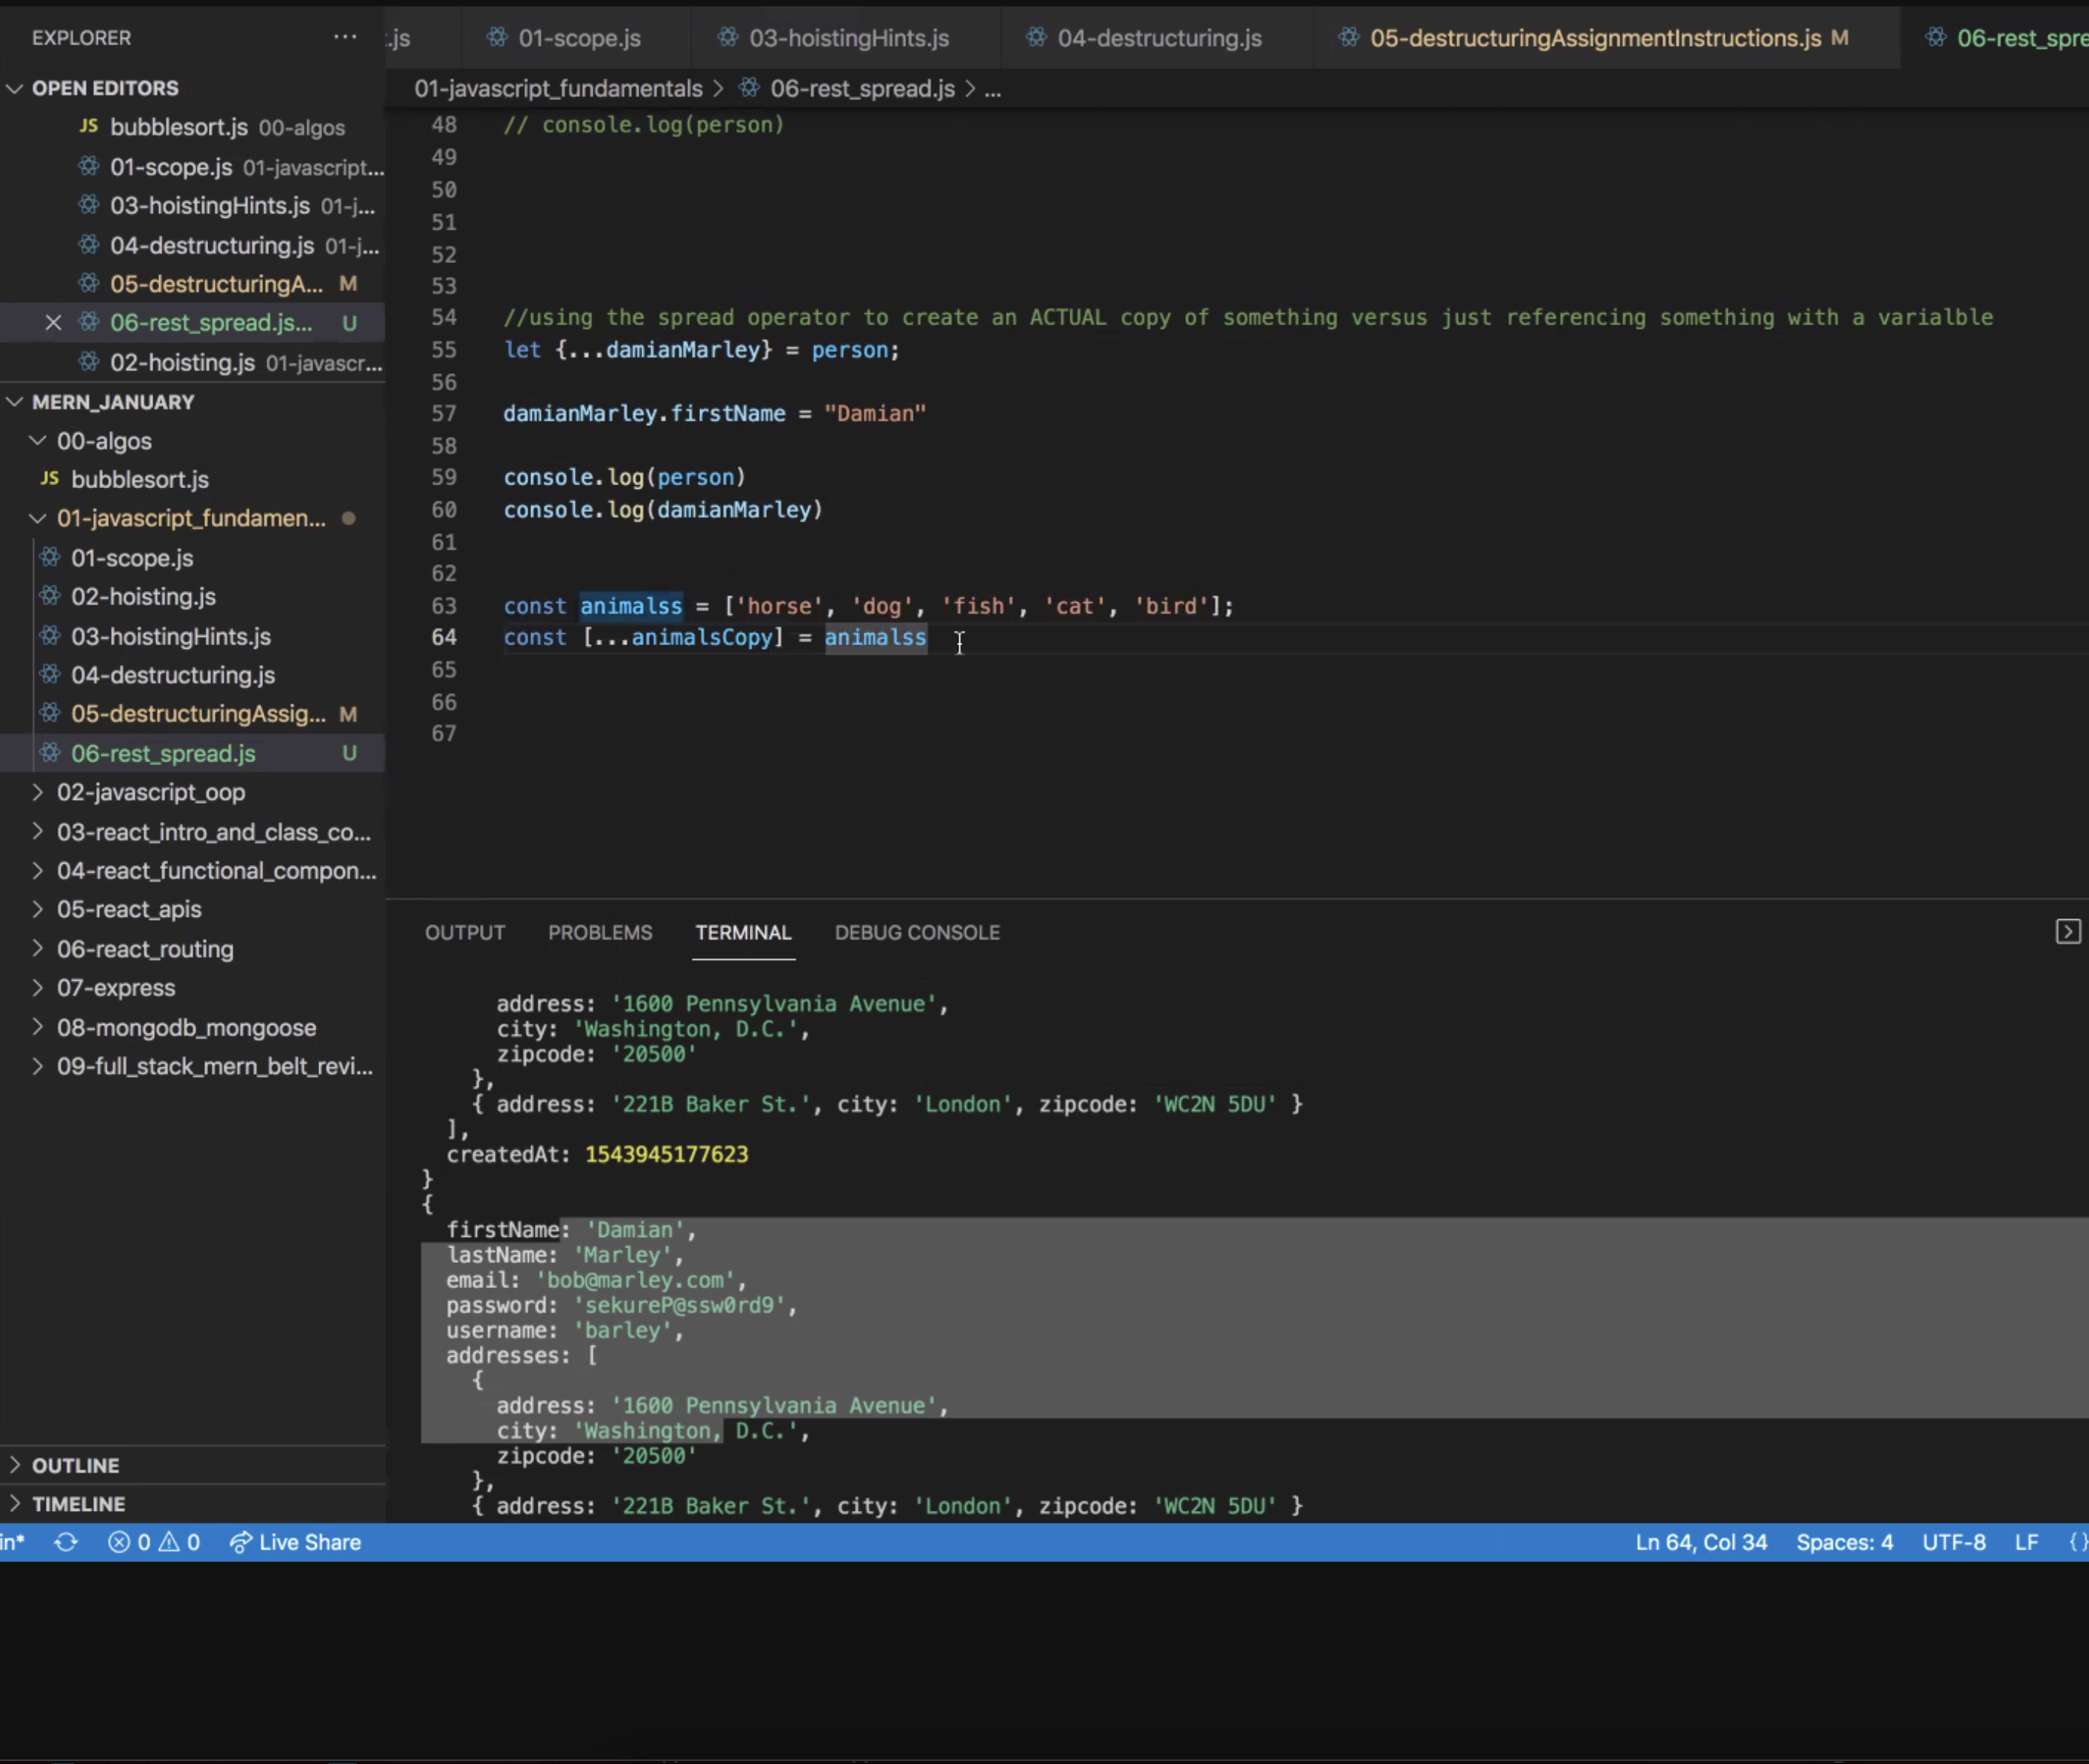 EXPLORER
...
.js
01-scope.js
03-hoistingHints.js
04-destructuring.js
05-destructuringAssignmentInstructions.js M
06-rest_spre
OPEN EDITORS
JS bubblesort.js 00-algos
01-scope.js 01-javascript...
03-hoistingHints.js 01-j...
04-destructuring.js 01-j...
05-destructuringA... M
06-rest_spread.js... U
02-hoisting.js 01-javascr...
MERN_JANUARY
00-algos
JS bubblesort.js
01-javascript_fundamen...
01-scope.js
02-hoisting.js
03-hoistingHints.js
04-destructuring.js
05-destructuringAssig... M
06-rest_spread.js U
02-javascript_oop
03-react_intro_and_class_co...
04-react_functional_compon...
05-react_apis
06-react_routing
07-express
08-mongodb_mongoose
09-full_stack_mern_belt_revi...
OUTLINE
TIMELINE
01-javascript_fundamentals > 06-rest_spread.js > ...
48 // console.log(person)
49
50
51
52
53
54 //using the spread operator to create an ACTUAL copy of something versus just referencing something with a varialble
55 let {...damianMarley} = person;
56
57 damianMarley.firstName = "Damian"
58
59 console.log(person)
60 console.log(damianMarley)
61
62
63 const animalss = ['horse', 'dog', 'fish', 'cat', 'bird'];
64 const [...animalsCopy] = animalss
65
66
67
OUTPUT PROBLEMS TERMINAL DEBUG CONSOLE
address: '1600 Pennsylvania Avenue',
city: 'Washington, D.C.',
zipcode: '20500'
},
{ address: '221B Baker St.', city: 'London', zipcode: 'WC2N 5DU' }
],
createdAt: 1543945177623
}
{
firstName: 'Damian',
lastName: 'Marley',
email: 'bob@marley.com',
password: 'sekureP@ssw0rd9',
username: 'barley',
addresses: [
{
address: '1600 Pennsylvania Avenue',
city: 'Washington, D.C.',
zipcode: '20500'
},
{ address: '221B Baker St.', city: 'London', zipcode: 'WC2N 5DU' }
in* 0 0 Live Share Ln 64, Col 34 Spaces: 4 UTF-8 LF {}